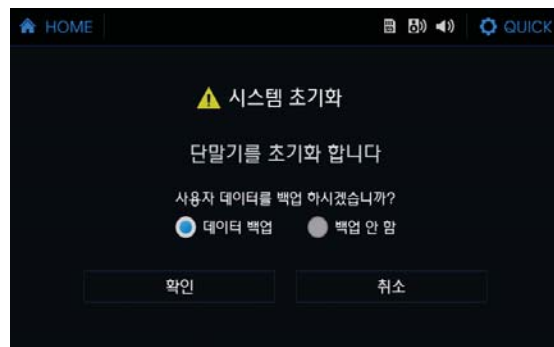 HOME
QUICK
시스템 초기화
단말기를 초기화 합니다
사용자 데이터를 백업 하시겠습니까?
데이터 백업 백업 안 함
확인 취소